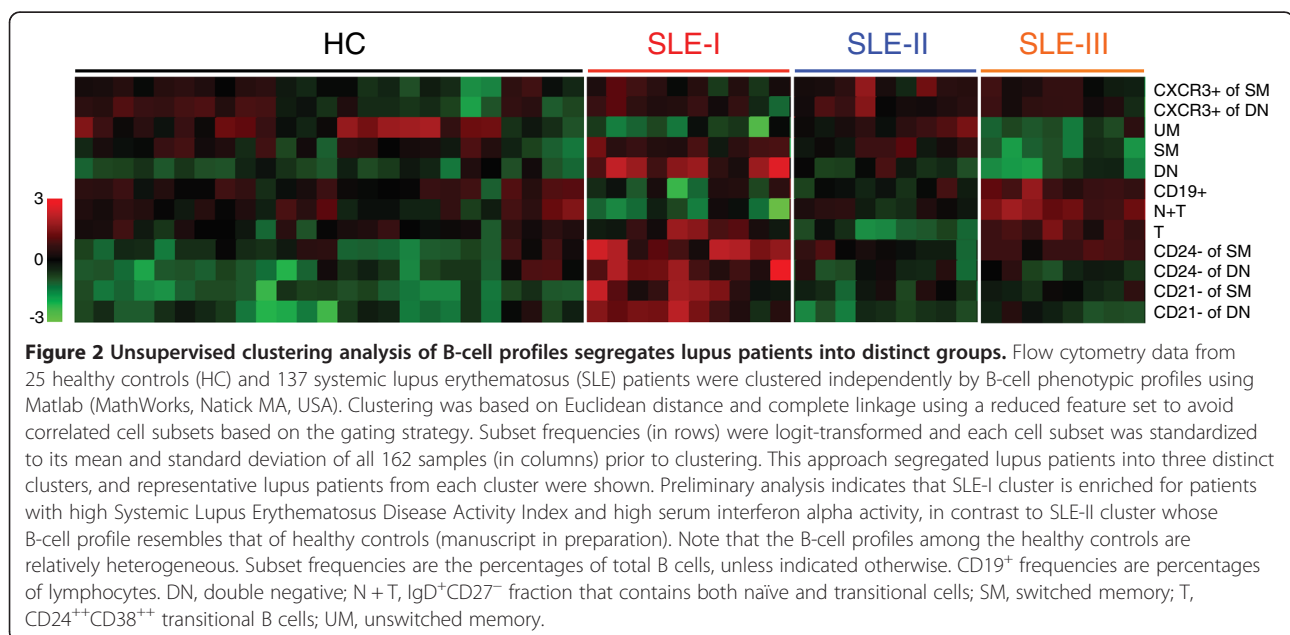 HC SLE-I SLE-II SLE-III
CXCR3+ of SM
CXCR3+ of DN
UM
SM
DN
CD19+
N+T
T
CD24- of SM
CD24- of DN
CD21- of SM
CD21- of DN
3
0
-3
Figure 2 Unsupervised clustering analysis of B-cell profiles segregates lupus patients into distinct groups. Flow cytometry data from
25 healthy controls (HC) and 137 systemic lupus erythematosus (SLE) patients were clustered independently by B-cell phenotypic profiles using
Matlab (MathWorks, Natick MA, USA). Clustering was based on Euclidean distance and complete linkage using a reduced feature set to avoid
correlated cell subsets based on the gating strategy. Subset frequencies (in rows) were logit-transformed and each cell subset was standardized
to its mean and standard deviation of all 162 samples (in columns) prior to clustering. This approach segregated lupus patients into three distinct
clusters, and representative lupus patients from each cluster were shown. Preliminary analysis indicates that SLE-I cluster is enriched for patients
with high Systemic Lupus Erythematosus Disease Activity Index and high serum interferon alpha activity, in contrast to SLE-II cluster whose
B-cell profile resembles that of healthy controls (manuscript in preparation). Note that the B-cell profiles among the healthy controls are
relatively heterogeneous. Subset frequencies are the percentages of total B cells, unless indicated otherwise. CD19⁺ frequencies are percentages
of lymphocytes. DN, double negative; N + T, IgD⁺CD27⁻ fraction that contains both naïve and transitional cells; SM, switched memory; T,
CD24⁺⁺CD38⁺⁺ transitional B cells; UM, unswitched memory.